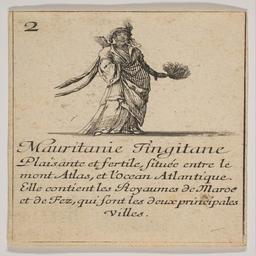 2
Mauritanie Tingitane
Plaisante et fertile, située entre le
mont Atlas, et l'océan Atlantique.
Elle contient les Royaumes de Maroc
et de Fez, qui sont les deux principales
villes.